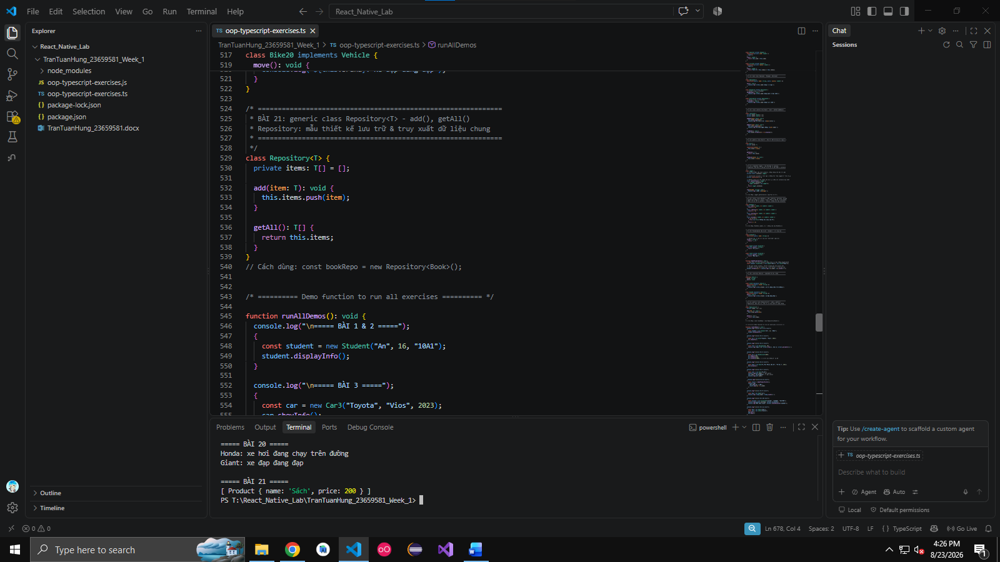 File Edit Selection View Go Run Terminal Help
React_Native_Lab
Explorer
React_Native_Lab
TranTuanHung_23659581_Week_1
node_modules
JS oop-typescript-exercises.js
TS oop-typescript-exercises.ts
{} package-lock.json
{} package.json
TranTuanHung_23659581.docx
Outline
Timeline
TS oop-typescript-exercises.ts
TranTuanHung_23659581_Week_1 > TS oop-typescript-exercises.ts > runAllDemos
517 class Bike20 implements Vehicle {
519 move(): void {
521 }
522 }
523
524 /* =============================================================
525 * BÀI 21: generic class Repository<T> - add(), getAll()
526 * Repository: mẫu thiết kế lưu trữ & truy xuất dữ liệu chung
527 * =============================================================
528 */
529 class Repository<T> {
530 private items: T[] = [];
531
532 add(item: T): void {
533 this.items.push(item);
534 }
535
536 getAll(): T[] {
537 return this.items;
538 }
539 }
540 // Cách dùng: const bookRepo = new Repository<Book>();
541
542
543 /* ========== Demo function to run all exercises ========== */
544
545 function runAllDemos(): void {
546 console.log("\n===== BÀI 1 & 2 =====");
547 {
548 const student = new Student("An", 16, "10A1");
549 student.displayInfo();
550 }
551
552 console.log("\n===== BÀI 3 =====");
553 {
554 const car = new Car3("Toyota", "Vios", 2023);
555 car.showInfo();
Problems Output Terminal Ports Debug Console
powershell
===== BÀI 20 =====
Honda: xe hơi đang chạy trên đường
Giant: xe đạp đang đạp
===== BÀI 21 =====
[ Product { name: 'Sách', price: 200 } ]
PS T:\React_Native_Lab\TranTuanHung_23659581_Week_1>
Chat
Sessions
Tip: Use /create-agent to scaffold a custom agent
for your workflow.
TS oop-typescript-exercises.ts
Describe what to build
Agent Auto
Local Default permissions
0 0
Ln 678, Col 4 Spaces: 2 UTF-8 LF {} TypeScript Go Live
Type here to search
4:26 PM
8/23/2026
1